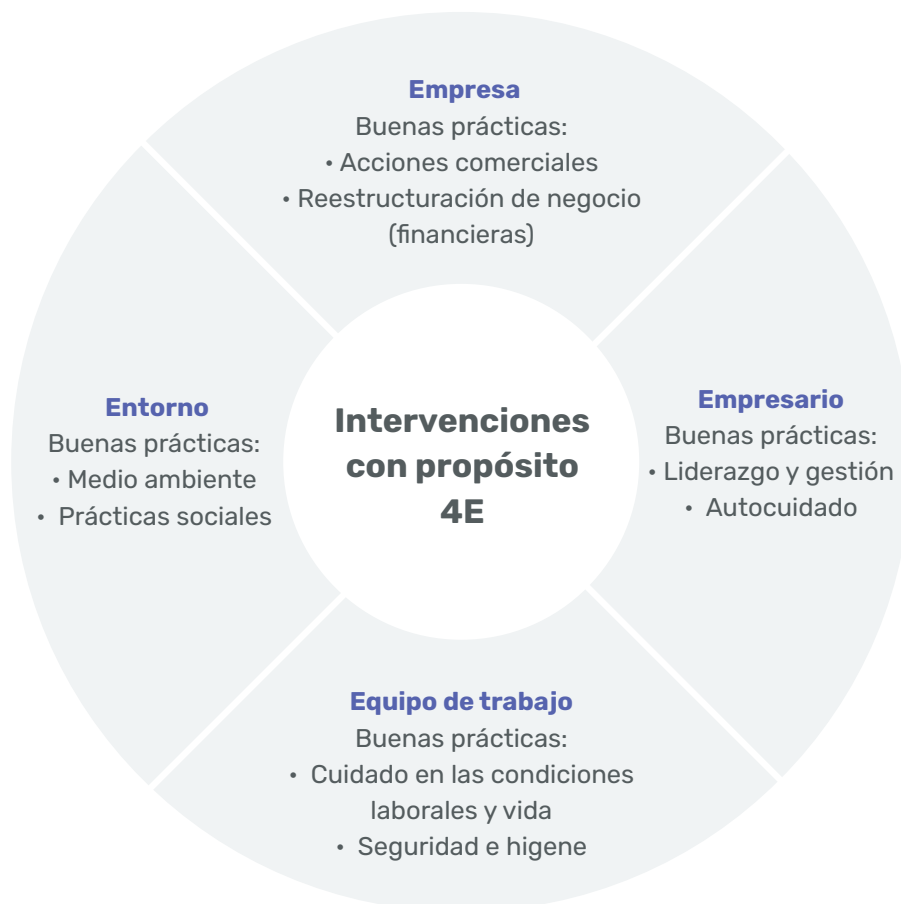 Empresa
Buenas prácticas:
• Acciones comerciales
• Reestructuración de negocio
(financieras)
Entorno
Buenas prácticas:
• Medio ambiente
• Prácticas sociales
Intervenciones
con propósito
4E
Empresario
Buenas prácticas:
• Liderazgo y gestión
• Autocuidado
Equipo de trabajo
Buenas prácticas:
• Cuidado en las condiciones
laborales y vida
• Seguridad e higene